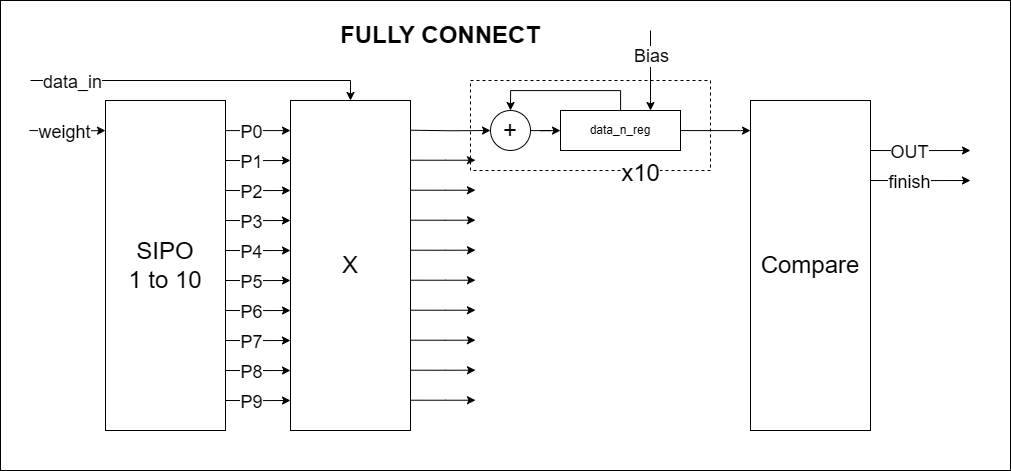 FULLY CONNECT
Bias
data_in
weight
P0
P1
P2
P3
P4
P5
P6
P7
P8
P9
SIPO
1 to 10
X
+
data_n_reg
x10
Compare
OUT
finish